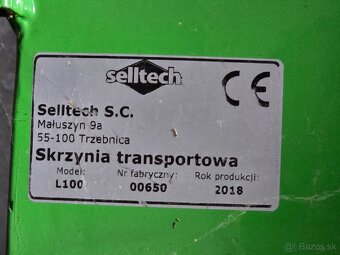 selltech
CE
Selltech S.C.
Małuszyn 9a
55-100 Trzebnica
Skrzynia transportowa
Model: Nr fabryczny: Rok produkcji:
L100 00650 2018
bazos.sk